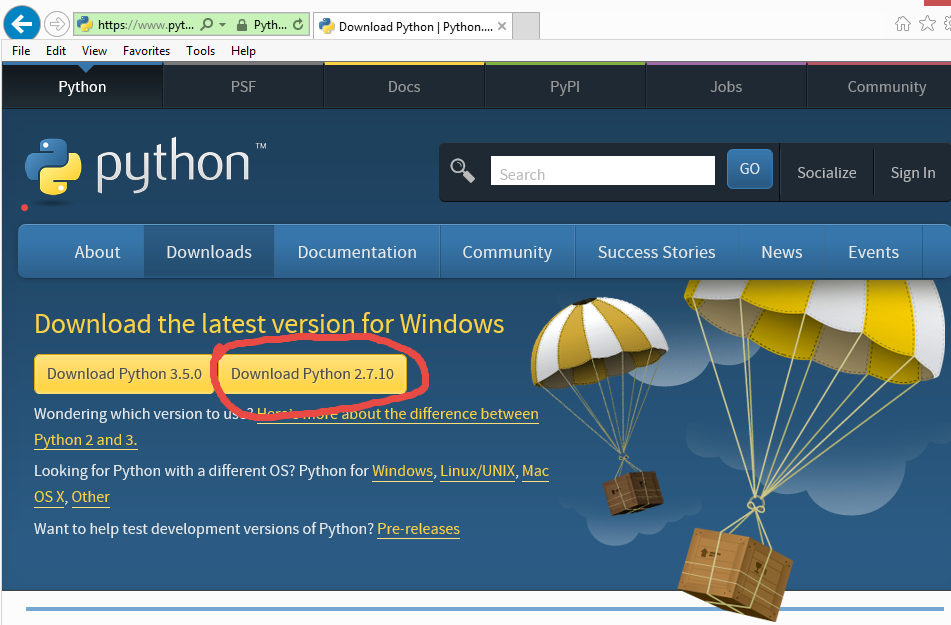 https://www.pyt... Pyth... Download Python | Python....
File Edit View Favorites Tools Help
Python PSF Docs PyPI Jobs Community
python™
Search GO Socialize Sign In
About Downloads Documentation Community Success Stories News Events
Download the latest version for Windows
Download Python 3.5.0 Download Python 2.7.10
Wondering which version to use? Here's more about the difference between
Python 2 and 3.
Looking for Python with a different OS? Python for Windows, Linux/UNIX, Mac
OS X, Other
Want to help test development versions of Python? Pre-releases